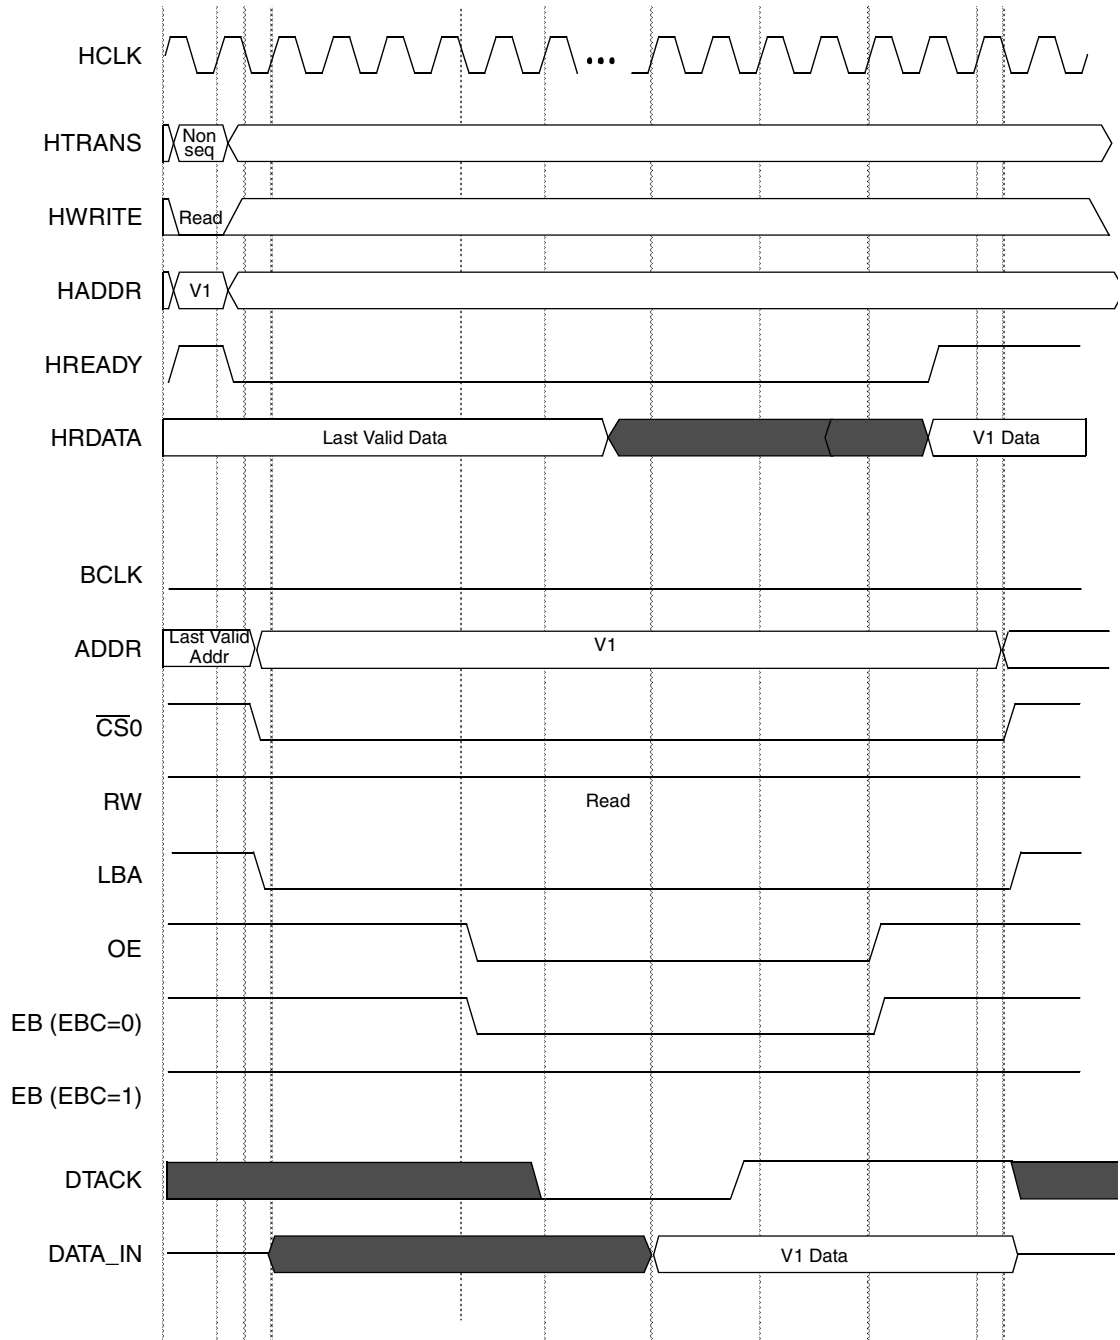 HCLK
HTRANS
Non
seq
HWRITE
Read
HADDR
V1
HREADY
HRDATA
Last Valid Data
V1 Data
BCLK
ADDR
Last Valid
Addr
V1
CS0
RW
Read
LBA
OE
EB (EBC=0)
EB (EBC=1)
DTACK
DATA_IN
V1 Data